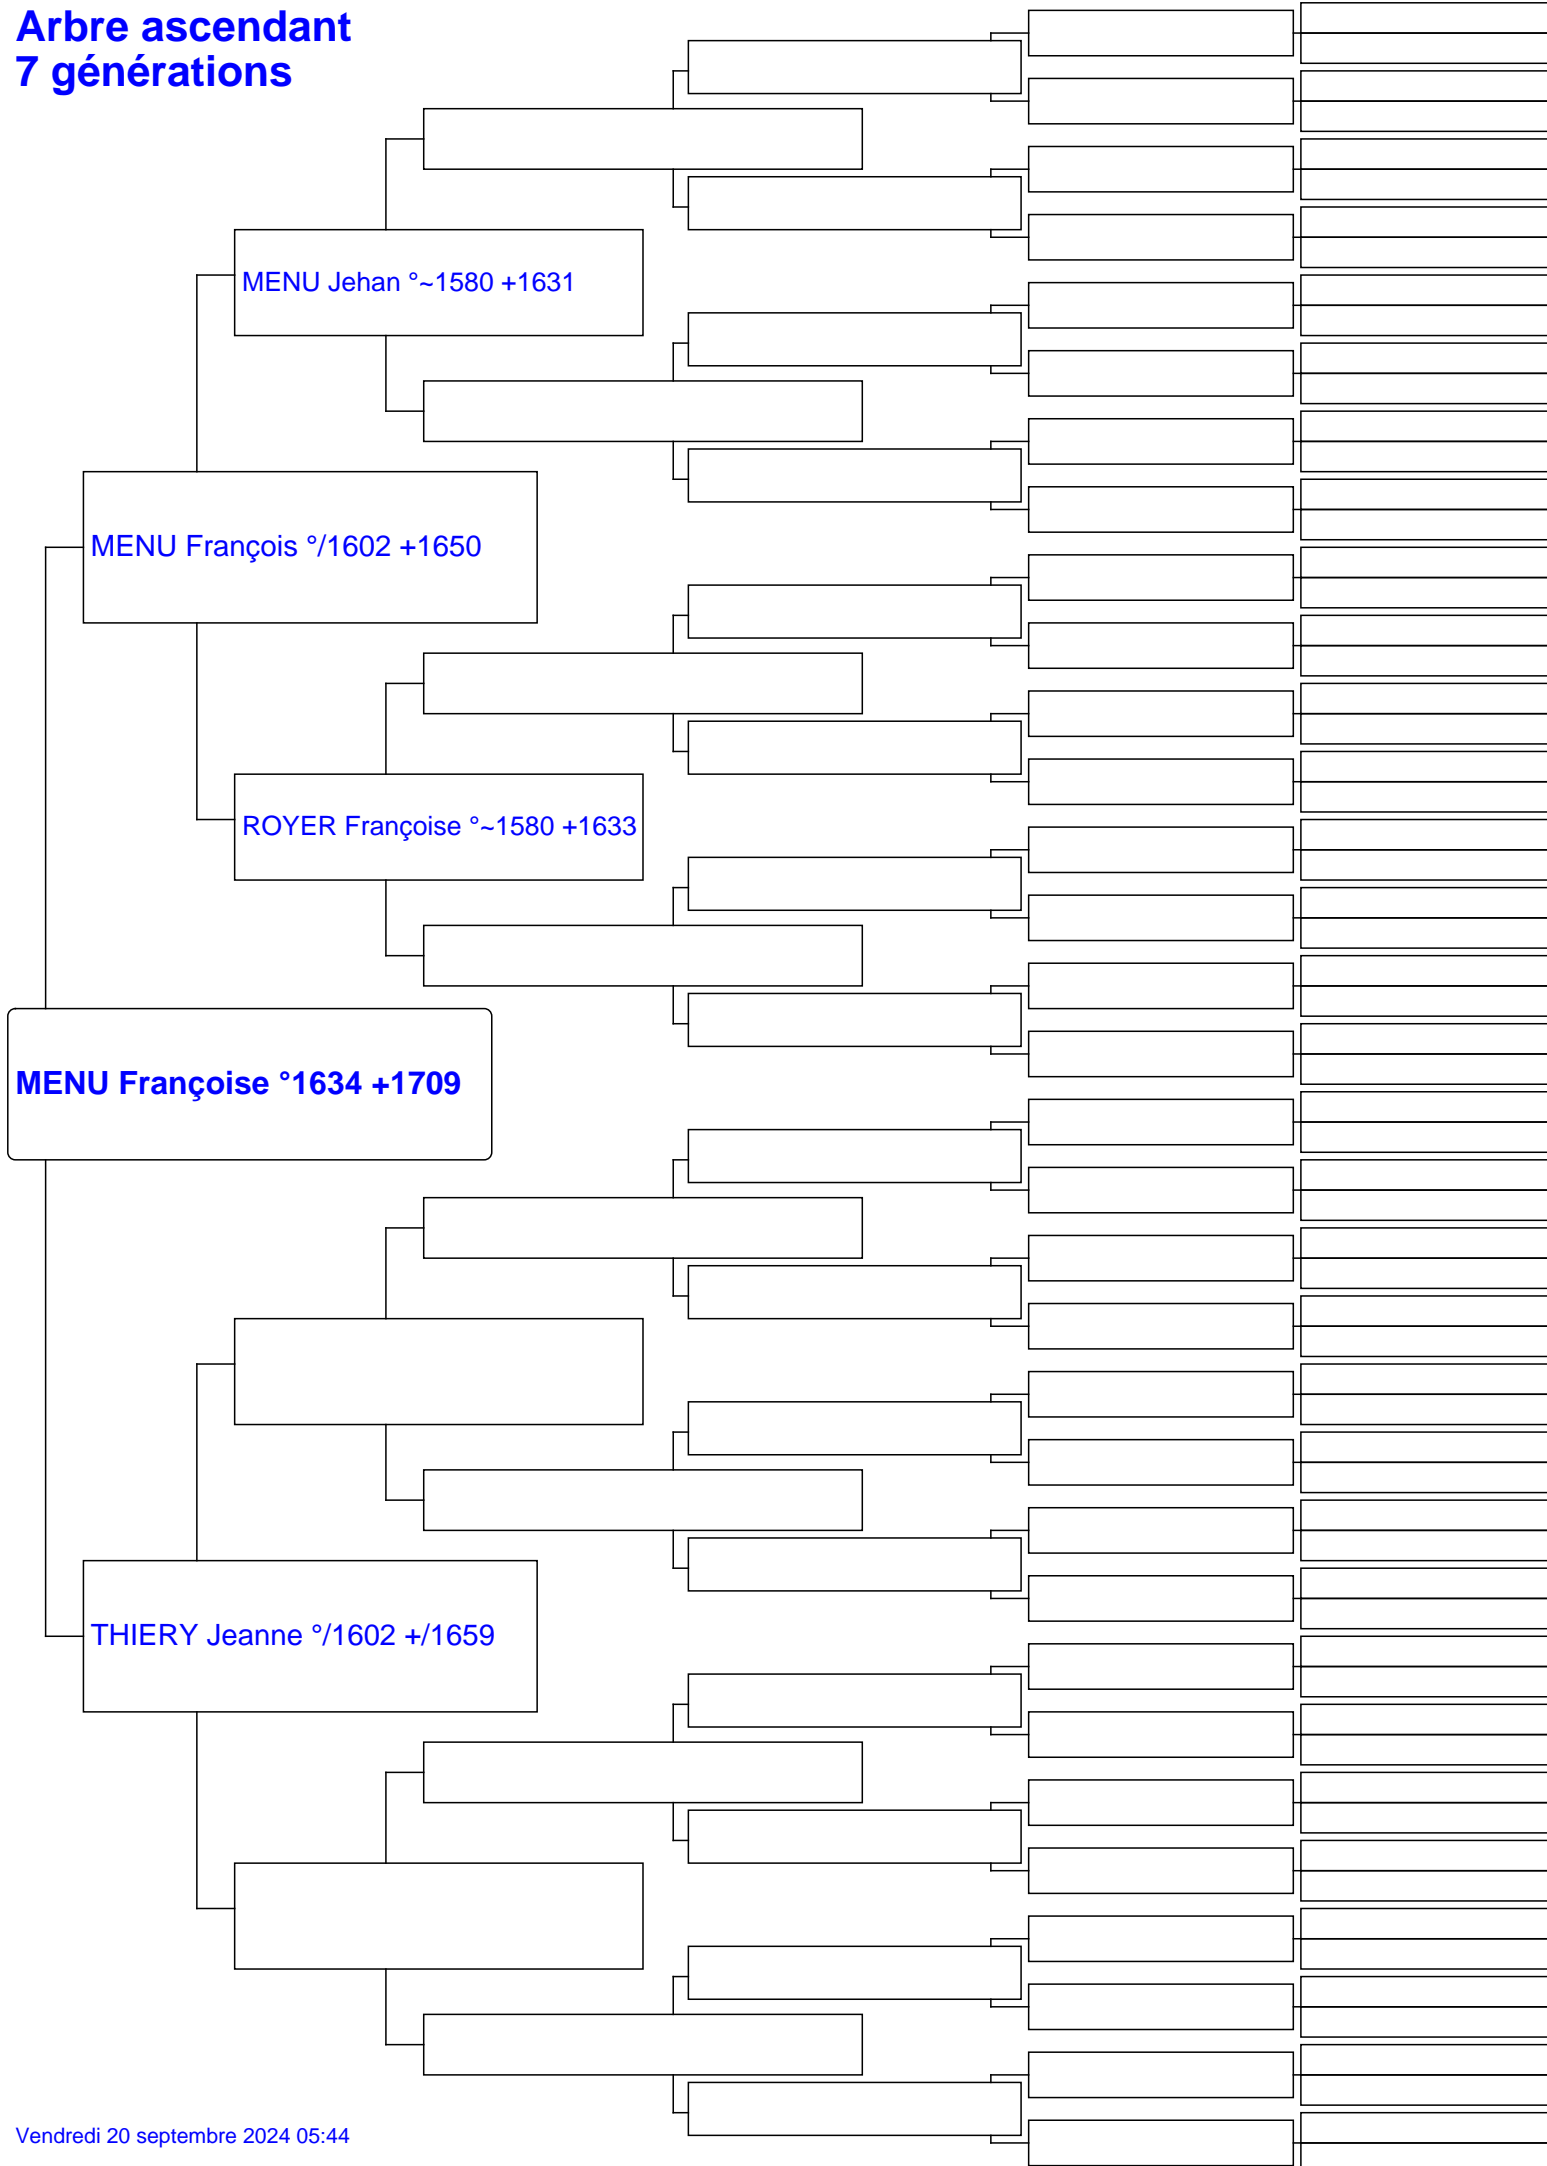 Arbre ascendant
7 générations
MENU Jehan °~1580 +1631
MENU François °/1602 +1650
ROYER Françoise °~1580 +1633
MENU Françoise °1634 +1709
THIERY Jeanne °/1602 +/1659
Vendredi 20 septembre 2024 05:44